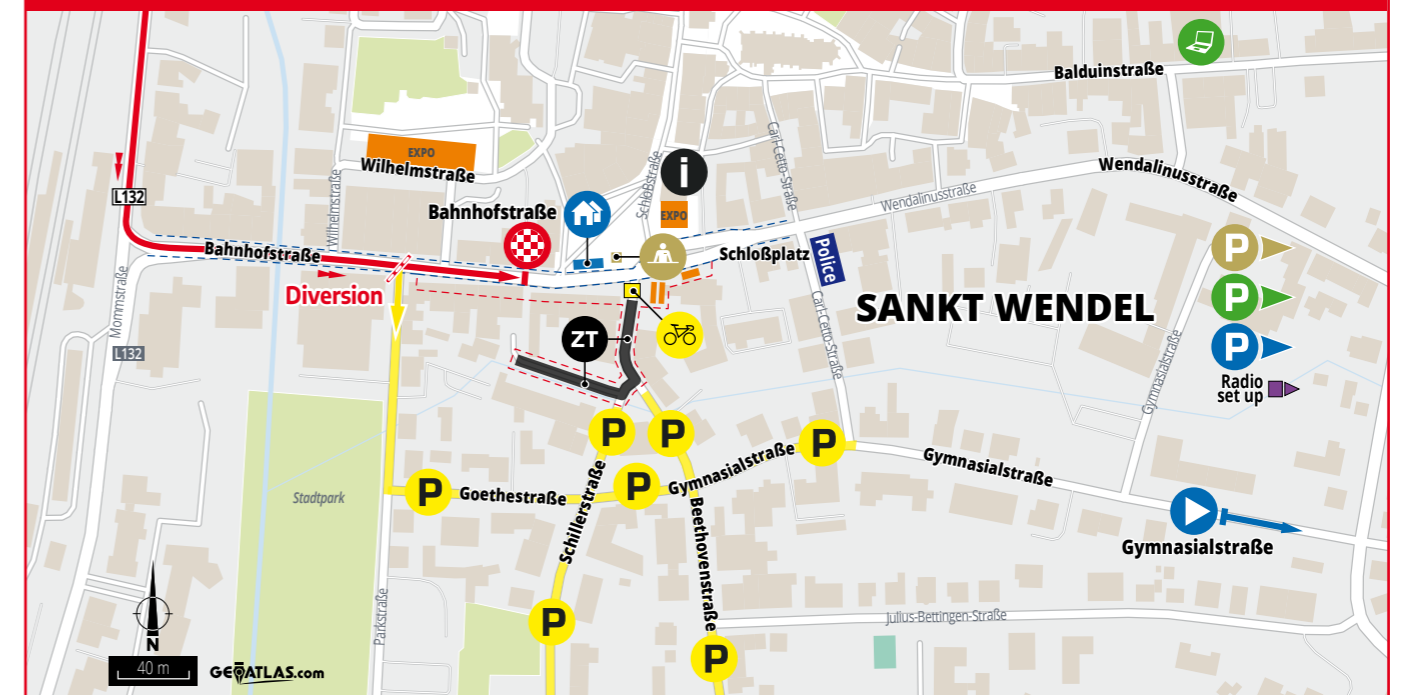 Balduinstraße
EXPO
Wilhelmstraße
Carl-Cetto-Straße
Wendalinusstraße
L132
Wilhelmstraße
Schloßstraße
i
EXPO
Wendalinusstraße
Bahnhofstraße
Bahnhofstraße
Schloßplatz
Police
P
Diversion
SANKT WENDEL
P
Mommstraße
L132
ZT
Carl-Cetto-Straße
P
Radio
set up
Gymnasialstraße
P
P
P
Gymnasialstraße
Gymnasialstraße
Stadtpark
P
Goethestraße
P
Schillerstraße
Beethovenstraße
Gymnasialstraße
Parkstraße
P
Julius-Bettingen-Straße
P
N
40 m
GEOATLAS.com